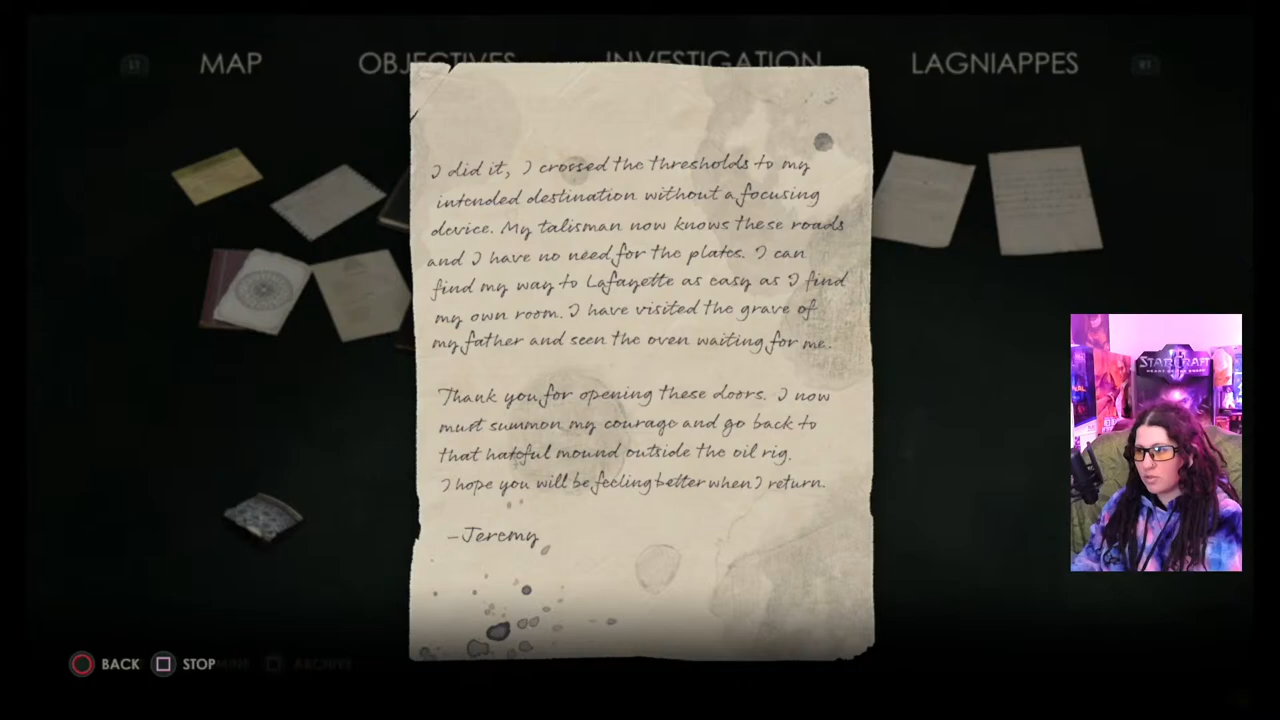 L1
MAP
OBJECTIVES
INVESTIGATION
LAGNIAPPES
R1
I did it, I crossed the thresholds to my
intended destination without a focusing
device. My talisman now knows these roads
and I have no need for the plates. I can
find my way to Lafayette as easy as I find
my own room. I have visited the grave of
my father and seen the oven waiting for me.
Thank you for opening these doors. I now
must summon my courage and go back to
that hateful mound outside the oil rig.
I hope you will be feeling better when I return.
–Jeremy
STARCRAFT
BACK
STOP
ARCHIVE